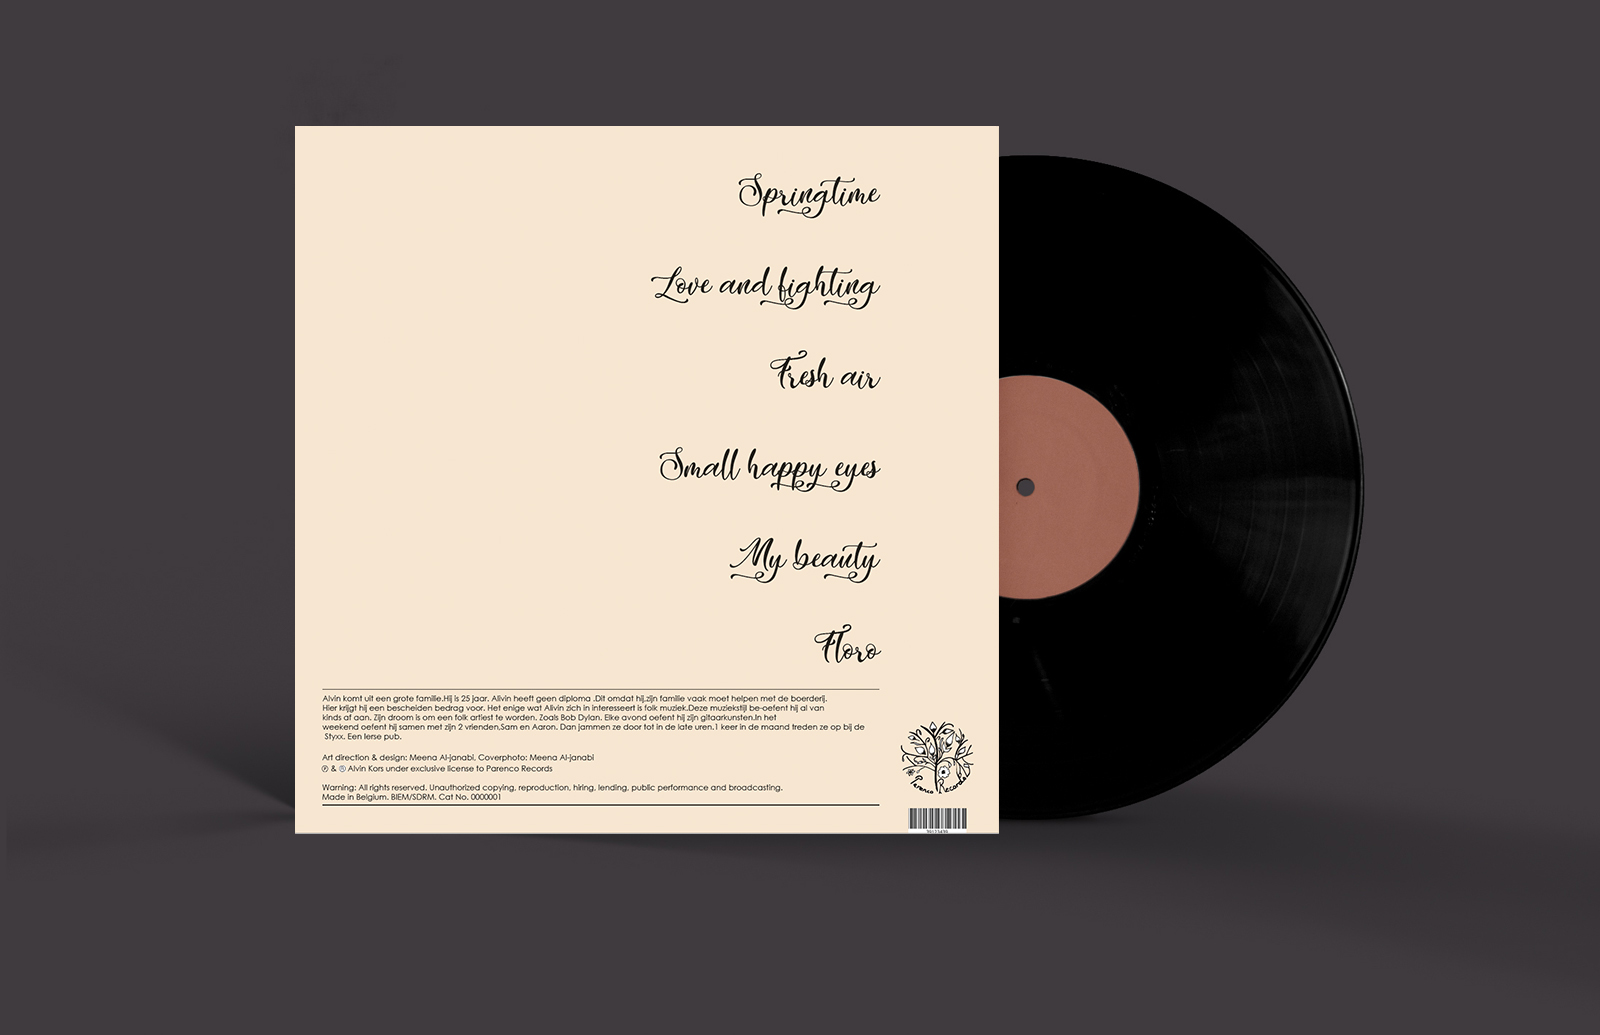 Springtime
Love and fighting
Fresh air
Small happy eyes
My beauty
Floro
Alvin komt uit een grote familie.Hij is 25 jaar. Alivin heeft geen diploma .Dit omdat hij,zijn familie vaak moet helpen met de boerderij.
Hier krijgt hij een bescheiden bedrag voor. Het enige wat Alivin zich in interesseert is folk muziek.Deze muziekstijl be-oefent hij al van
kinds af aan. Zijn droom is om een folk artiest te worden. Zoals Bob Dylan. Elke avond oefent hij zijn gitaarkunsten.In het
weekend oefent hij samen met zijn 2 vrienden,Sam en Aaron. Dan jammen ze door tot in de late uren.1 keer in de maand treden ze op bij de
Styxx. Een Ierse pub.
Art direction & design: Meena Al-janabi, Coverphoto: Meena Al-janabi
℗ & Alvin Kors under exclusive license to Parenco Records
Warning: All rights reserved. Unauthorized copying, reproduction, hiring, lending, public performance and broadcasting.
Made in Belgium. BIEM/SDRM. Cat No. 0000001
Parenco Records